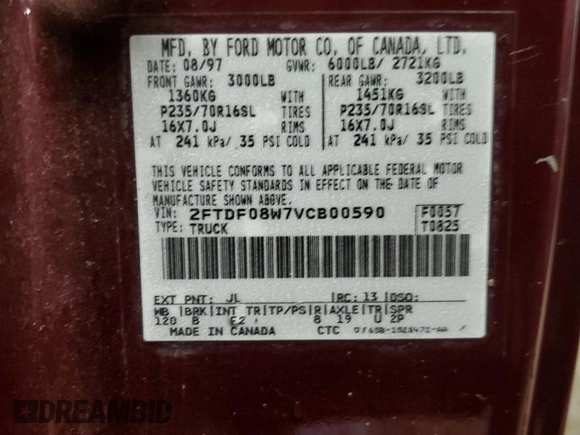 MFD. BY FORD MOTOR CO. OF CANADA, LTD.
DATE: 08/97 GVWR: 6000LB/ 2721KG
FRONT GAWR: 3000LB REAR GAWR: 3200LB
1360KG WITH 1451KG WITH
P235/70R16SL TIRES P235/70R16SL TIRES
16X7.0J RIMS 16X7.0J RIMS
AT 241 kPa/ 35 PSI COLD AT 241 kPa/ 35 PSI COLD
THIS VEHICLE CONFORMS TO ALL APPLICABLE FEDERAL MOTOR
VEHICLE SAFETY STANDARDS IN EFFECT ON THE DATE OF
MANUFACTURE SHOWN ABOVE.
VIN: 2FTDF08W7VCB00590 F0057
TYPE: TRUCK T0825
EXT PNT: JL RC: 13 DSO:
WB BRK INT TR TP/PS R AXLE TR SPR
120 B E2 8 19 U 2P
MADE IN CANADA CTC
DREAMBID